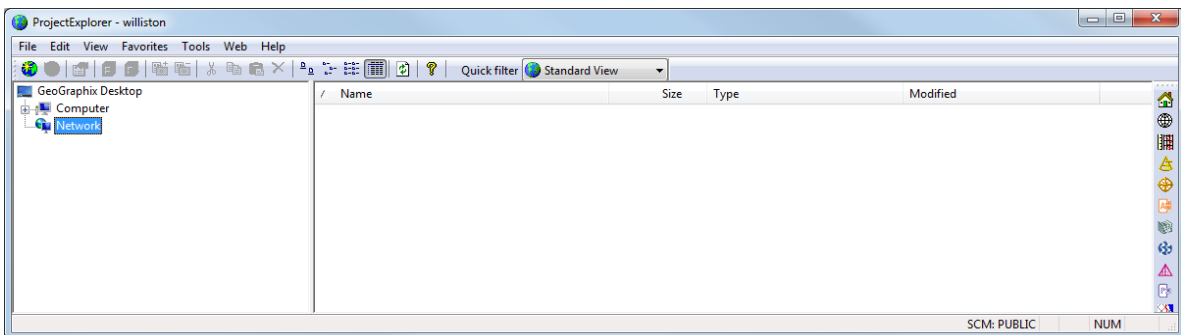 ProjectExplorer - williston
File Edit View Favorites Tools Web Help
Quick filter Standard View
GeoGraphix Desktop
Computer
Network
/ Name Size Type Modified
SCM: PUBLIC NUM